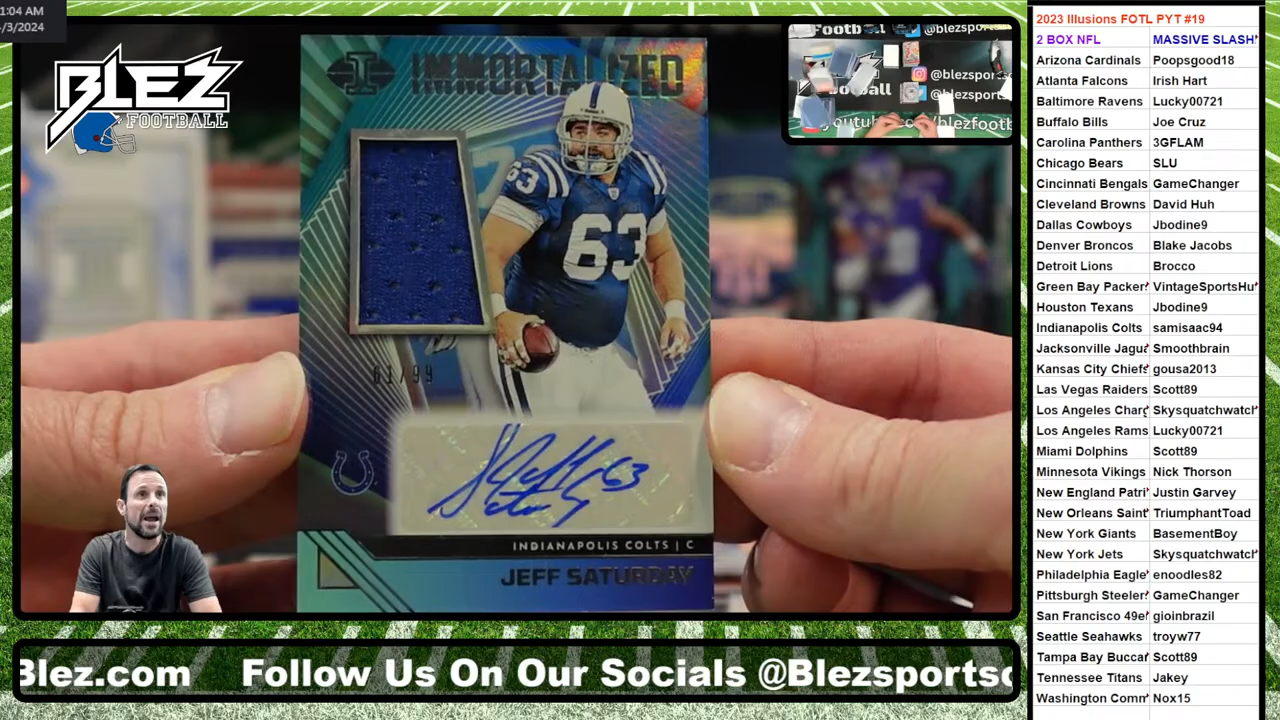 1:04 AM
/3/2024
BLEZ
FOOTBALL
IMMORTALIZED
63
63
61/99
INDIANAPOLIS COLTS | C
JEFF SATURDAY
@blezsports
@blezsportsc
@blezsports
youtube.com/blezfootb
Blez.com Follow Us On Our Socials @Blezsportsc
2023 Illusions FOTL PYT #19
2 BOX NFL MASSIVE SLASH
Arizona Cardinals Poopsgood18
Atlanta Falcons Irish Hart
Baltimore Ravens Lucky00721
Buffalo Bills Joe Cruz
Carolina Panthers 3GFLAM
Chicago Bears SLU
Cincinnati Bengals GameChanger
Cleveland Browns David Huh
Dallas Cowboys Jbodine9
Denver Broncos Blake Jacobs
Detroit Lions Brocco
Green Bay Packer VintageSportsHu
Houston Texans Jbodine9
Indianapolis Colts samisaac94
Jacksonville Jagua Smoothbrain
Kansas City Chiefs gousa2013
Las Vegas Raiders Scott89
Los Angeles Charg Skysquatchwatch
Los Angeles Rams Lucky00721
Miami Dolphins Scott89
Minnesota Vikings Nick Thorson
New England Patri Justin Garvey
New Orleans Saint TriumphantToad
New York Giants BasementBoy
New York Jets Skysquatchwatch
Philadelphia Eagle enoodles82
Pittsburgh Steeler GameChanger
San Francisco 49e gioinbrazil
Seattle Seahawks troyw77
Tampa Bay Buccar Scott89
Tennessee Titans Jakey
Washington Comm Nox15